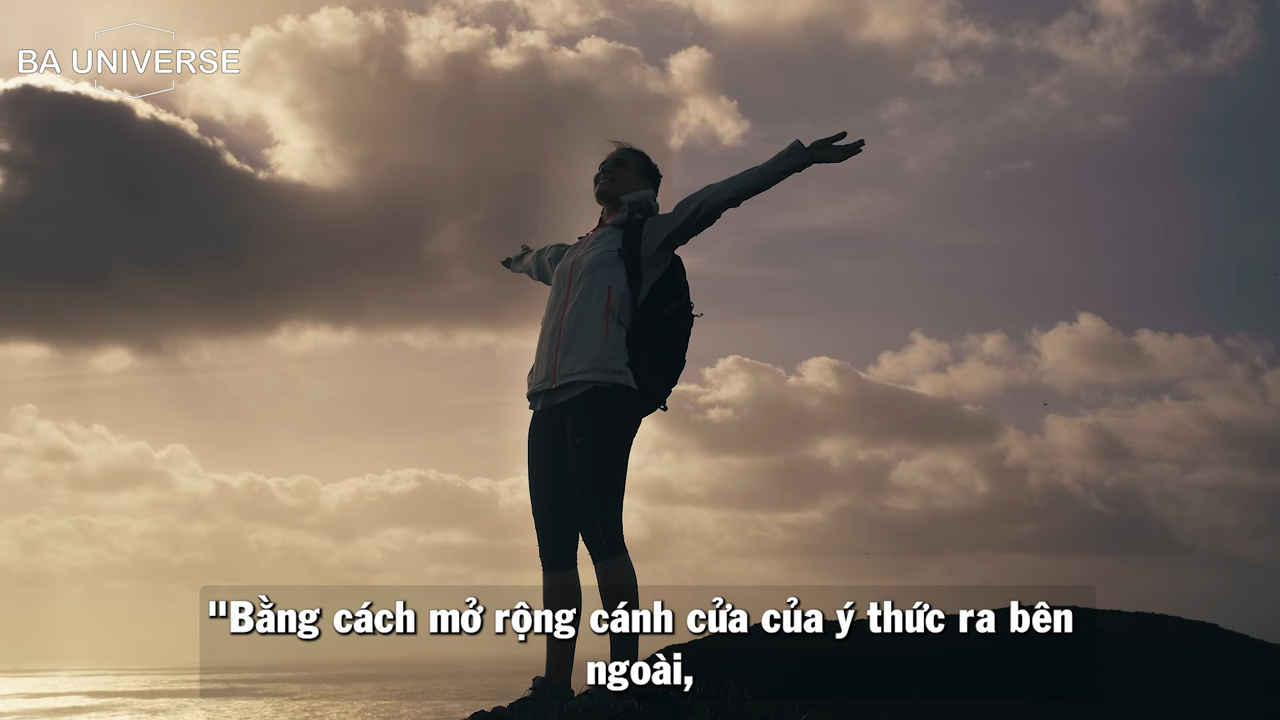 BA UNIVERSE
"Bằng cách mở rộng cánh cửa của ý thức ra bên
ngoài,